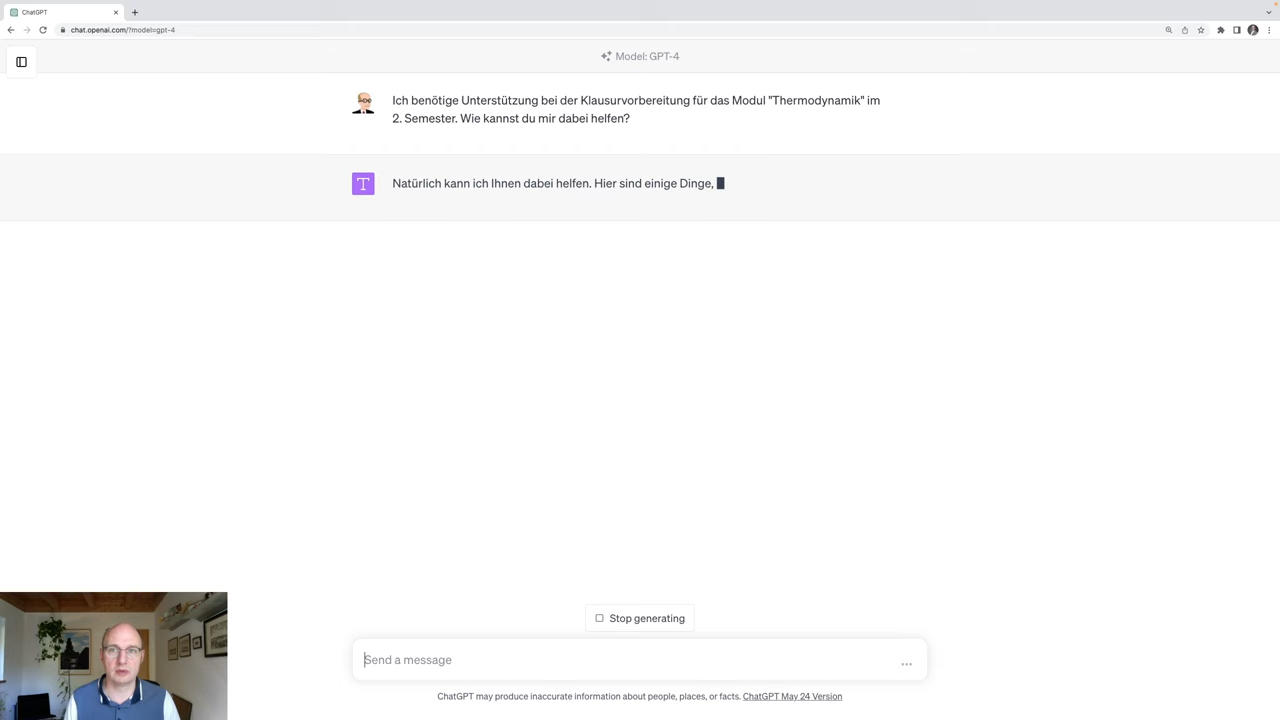 ChatGPT
chat.openai.com/?model=gpt-4
Model: GPT-4
Ich benötige Unterstützung bei der Klausurvorbereitung für das Modul "Thermodynamik" im
2. Semester. Wie kannst du mir dabei helfen?
T
Natürlich kann ich Ihnen dabei helfen. Hier sind einige Dinge,
Stop generating
Send a message
ChatGPT may produce inaccurate information about people, places, or facts. ChatGPT May 24 Version